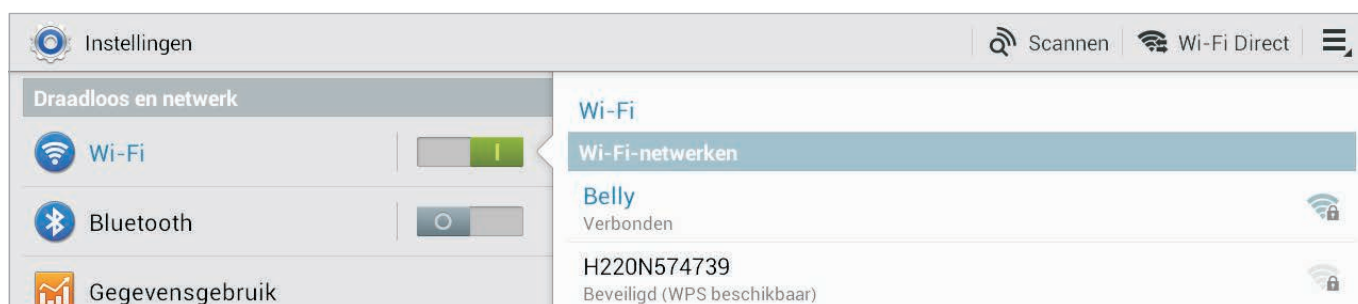 Instellingen
Scannen
Wi-Fi Direct
Draadloos en netwerk
Wi-Fi
Bluetooth
Gegevensgebruik
Wi-Fi
Wi-Fi-netwerken
Belly
Verbonden
H220N574739
Beveiligd (WPS beschikbaar)